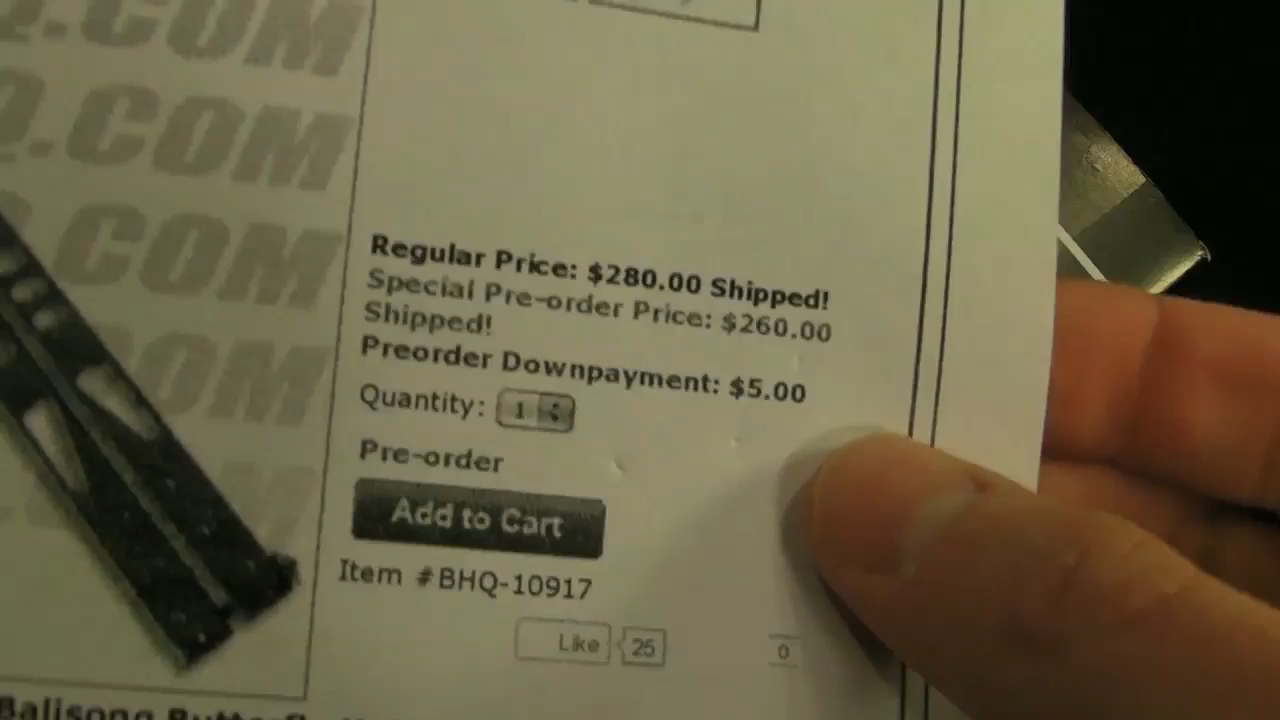 Q.COM
Q.COM
Q.COM
.COM
Regular Price: $280.00 Shipped!
Special Pre-order Price: $260.00
Shipped!
Preorder Downpayment: $5.00
Quantity: 1
Pre-order
Add to Cart
Item #BHQ-10917
Like 25
0
Balisong